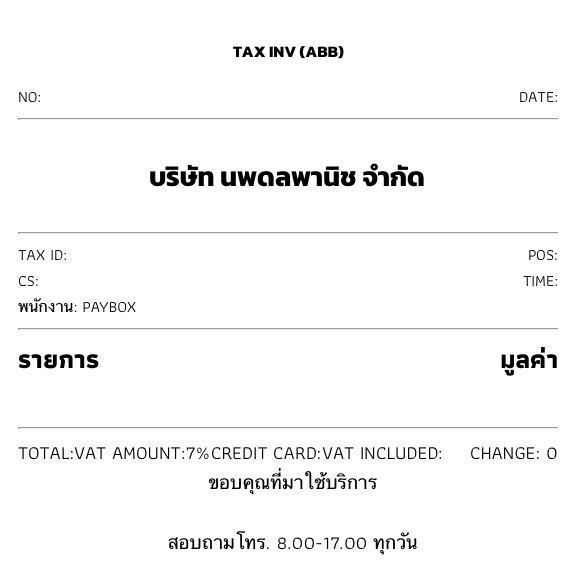 TAX INV (ABB)
NO: DATE:
บริษัท นพดลพานิช จำกัด
TAX ID: POS:
CS: TIME:
พนักงาน: PAYBOX
รายการ มูลค่า
TOTAL:VAT AMOUNT:7%CREDIT CARD:VAT INCLUDED: CHANGE: 0
ขอบคุณที่มาใช้บริการ
สอบถามโทร. 8.00-17.00 ทุกวัน